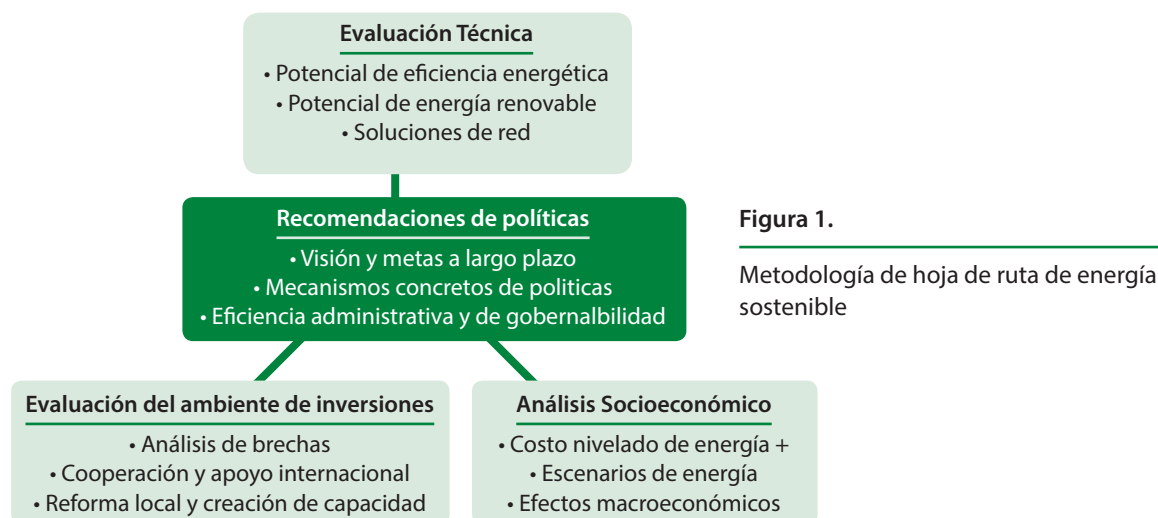 Evaluación Técnica
• Potencial de eficiencia energética
• Potencial de energía renovable
• Soluciones de red
Recomendaciones de políticas
• Visión y metas a largo plazo
• Mecanismos concretos de politicas
• Eficiencia administrativa y de gobernalbilidad
Figura 1.
Metodología de hoja de ruta de energía
sostenible
Evaluación del ambiente de inversiones
• Análisis de brechas
• Cooperación y apoyo internacional
• Reforma local y creación de capacidad
Análisis Socioeconómico
• Costo nivelado de energía +
• Escenarios de energía
• Efectos macroeconómicos